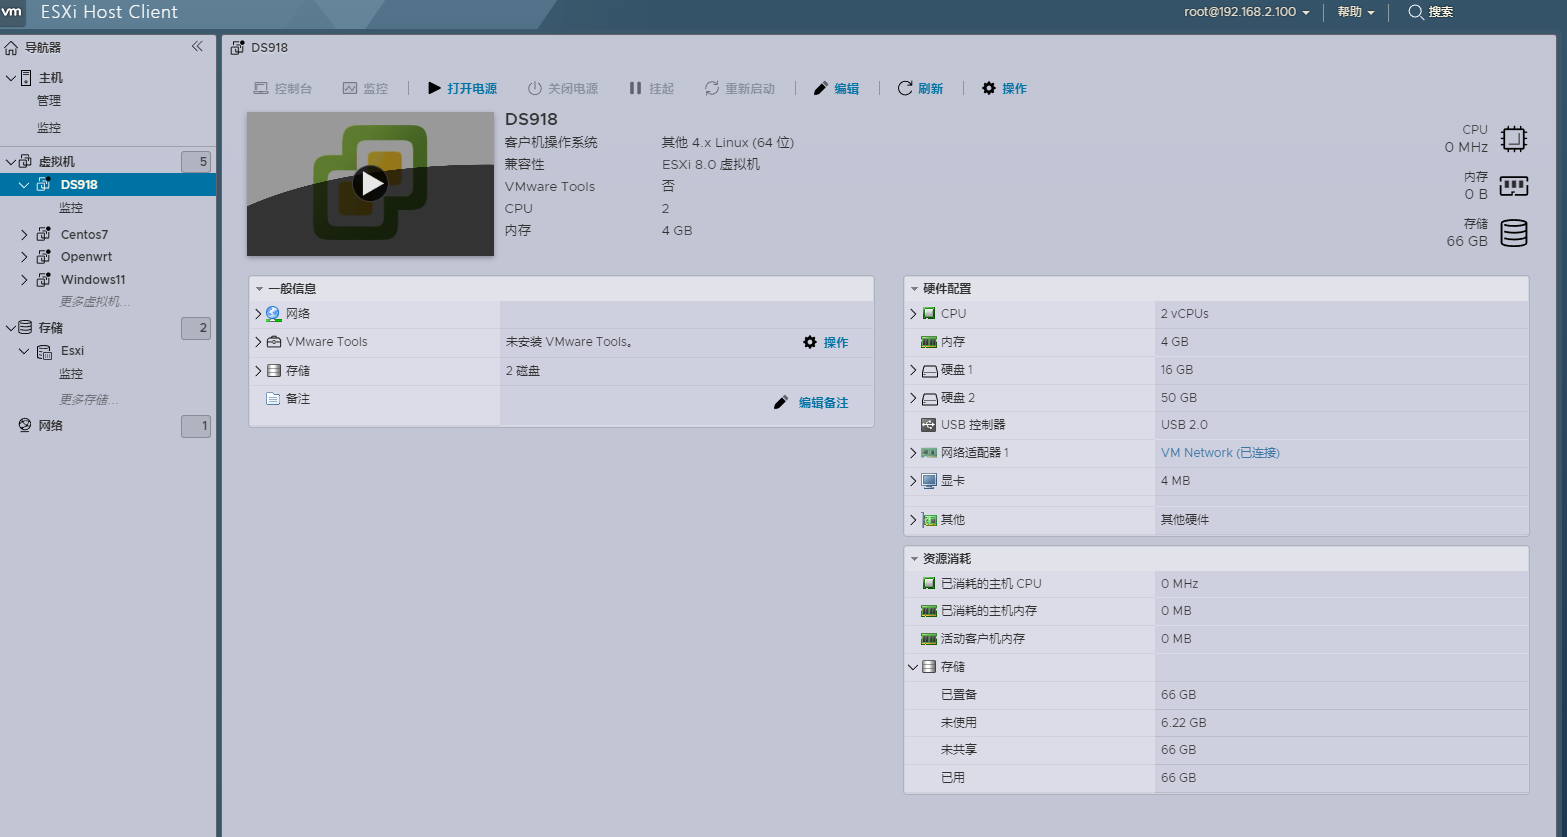 vm ESXi Host Client
root@192.168.2.100 帮助 搜索
导航器
主机
管理
监控
虚拟机 5
DS918
监控
Centos7
Openwrt
Windows11
更多虚拟机...
存储 2
Esxi
监控
更多存储...
网络 1
DS918
控制台 监控 打开电源 关闭电源 挂起 重新启动 编辑 刷新 操作
DS918
客户机操作系统 其他 4.x Linux (64 位)
兼容性 ESXi 8.0 虚拟机
VMware Tools 否
CPU 2
内存 4 GB
CPU
0 MHz
内存
0 B
存储
66 GB
一般信息
网络
VMware Tools 未安装 VMware Tools。 操作
存储 2 磁盘
备注 编辑备注
硬件配置
CPU 2 vCPUs
内存 4 GB
硬盘 1 16 GB
硬盘 2 50 GB
USB 控制器 USB 2.0
网络适配器 1 VM Network (已连接)
显卡 4 MB
其他 其他硬件
资源消耗
已消耗的主机 CPU 0 MHz
已消耗的主机内存 0 MB
活动客户机内存 0 MB
存储
已置备 66 GB
未使用 6.22 GB
未共享 66 GB
已用 66 GB